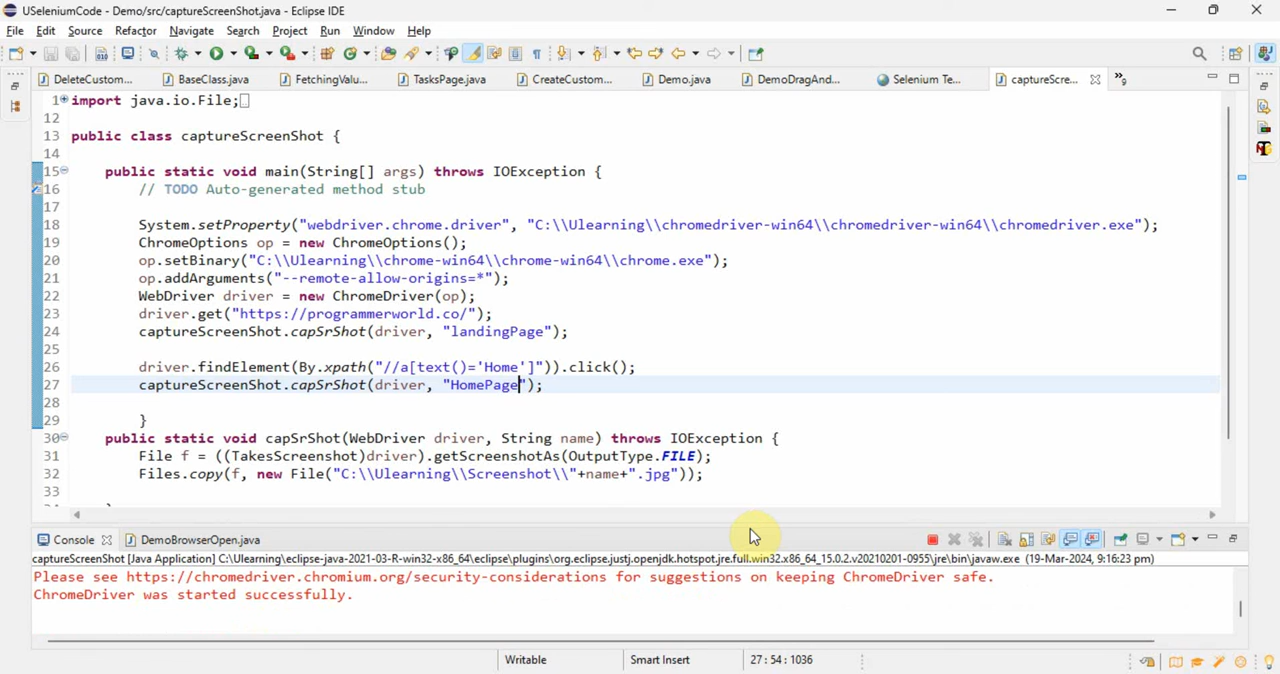 USeleniumCode - Demo/src/captureScreenShot.java - Eclipse IDE
File Edit Source Refactor Navigate Search Project Run Window Help
DeleteCustom... BaseClass.java FetchingValu... TasksPage.java CreateCustom... Demo.java DemoDragAnd... Selenium Te... captureScre... »9
1 import java.io.File;
12
13 public class captureScreenShot {
14
15 public static void main(String[] args) throws IOException {
16 // TODO Auto-generated method stub
17
18 System.setProperty("webdriver.chrome.driver", "C:\\Ulearning\\chromedriver-win64\\chromedriver-win64\\chromedriver.exe");
19 ChromeOptions op = new ChromeOptions();
20 op.setBinary("C:\\Ulearning\\chrome-win64\\chrome-win64\\chrome.exe");
21 op.addArguments("--remote-allow-origins=*");
22 WebDriver driver = new ChromeDriver(op);
23 driver.get("https://programmerworld.co/");
24 captureScreenShot.capSrShot(driver, "landingPage");
25
26 driver.findElement(By.xpath("//a[text()='Home']")).click();
27 captureScreenShot.capSrShot(driver, "HomePage");
28
29 }
30 public static void capSrShot(WebDriver driver, String name) throws IOException {
31 File f = ((TakesScreenshot)driver).getScreenshotAs(OutputType.FILE);
32 Files.copy(f, new File("C:\\Ulearning\\Screenshot\\"+name+".jpg"));
33
Console DemoBrowserOpen.java
captureScreenShot [Java Application] C:\Ulearning\eclipse-java-2023-03-R-win32-x86_64\eclipse\plugins\org.eclipse.justj.openjdk.hotspot.jre.full.win32.x86_64_15.0.2.v20210201-0955\jre\bin\javaw.exe (19-Mar-2024, 9:16:23 pm)
Please see https://chromedriver.chromium.org/security-considerations for suggestions on keeping ChromeDriver safe.
ChromeDriver was started successfully.
Writable Smart Insert 27 : 54 : 1036